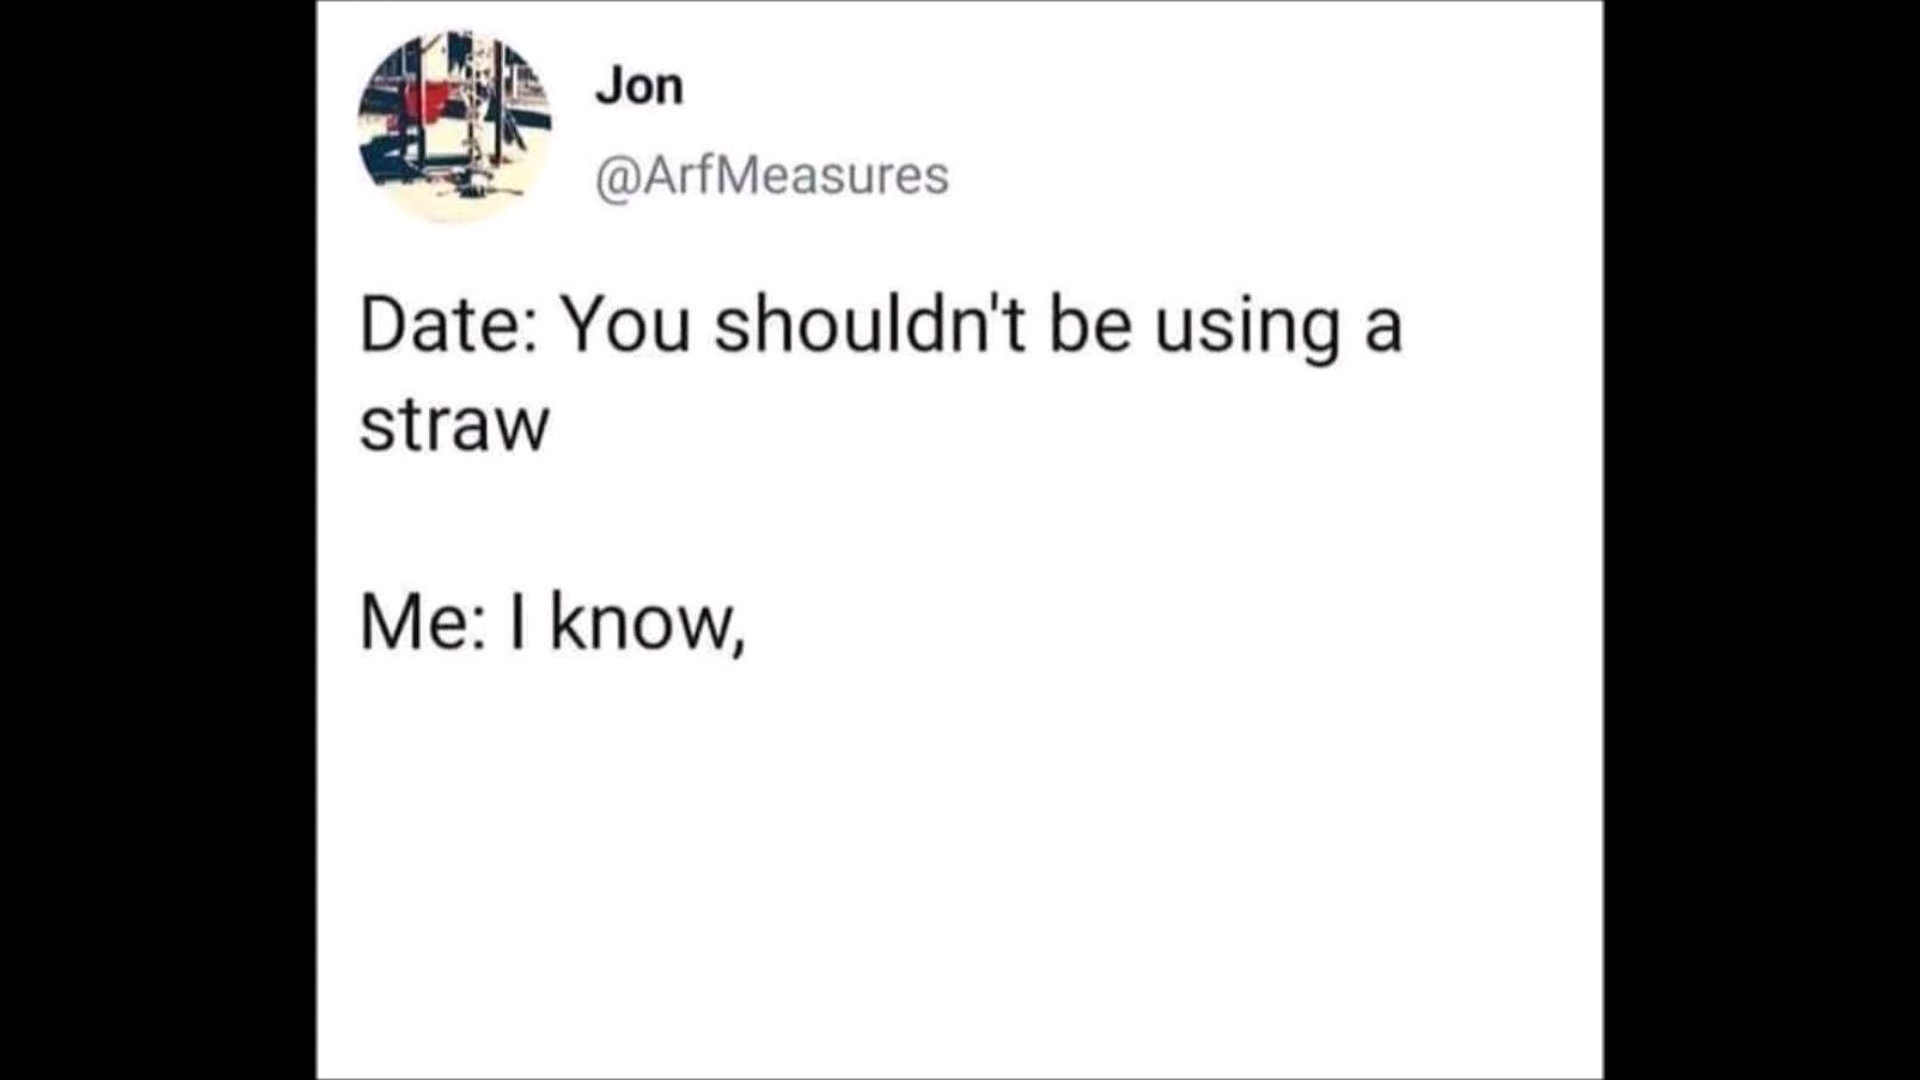 Jon
@ArfMeasures
Date: You shouldn't be using a
straw
Me: I know,